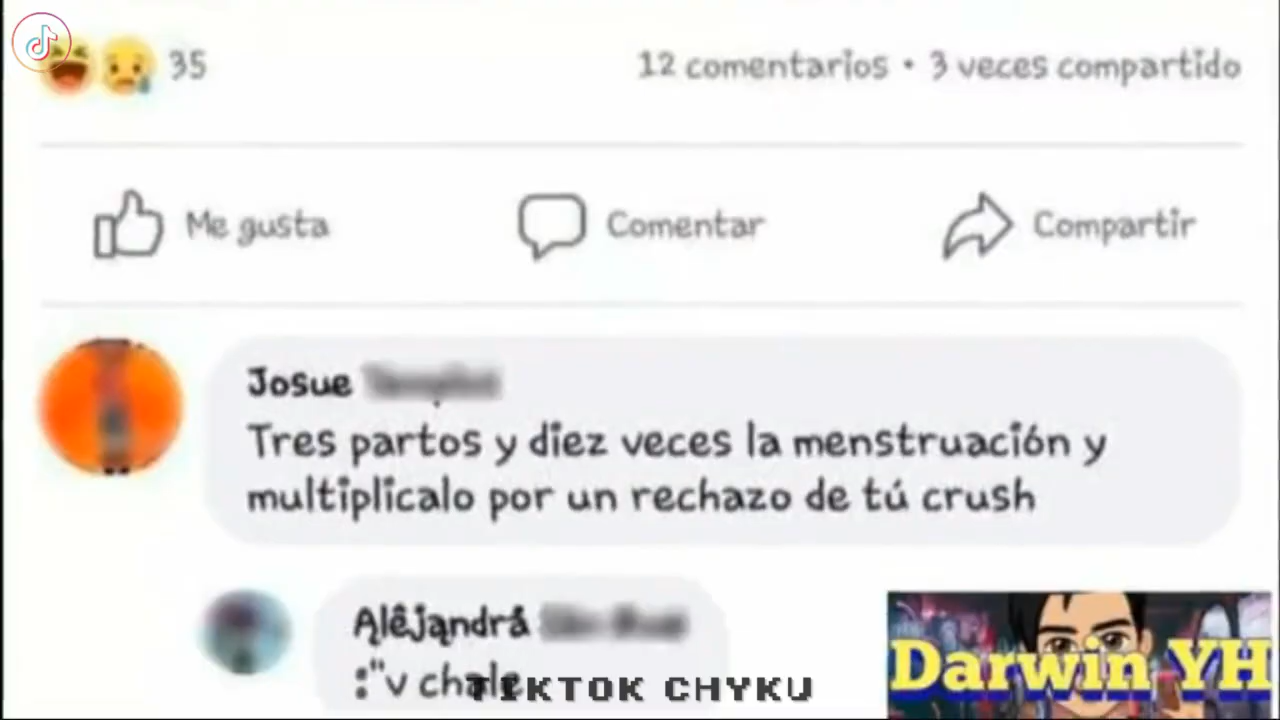 35
12 comentarios • 3 veces compartido
Me gusta
Comentar
Compartir
Josue
Tres partos y diez veces la menstruación y
multiplicalo por un rechazo de tú crush
Ąlêjąndrá
:"v chale
TIKTOK CHYKU
Darwin YH